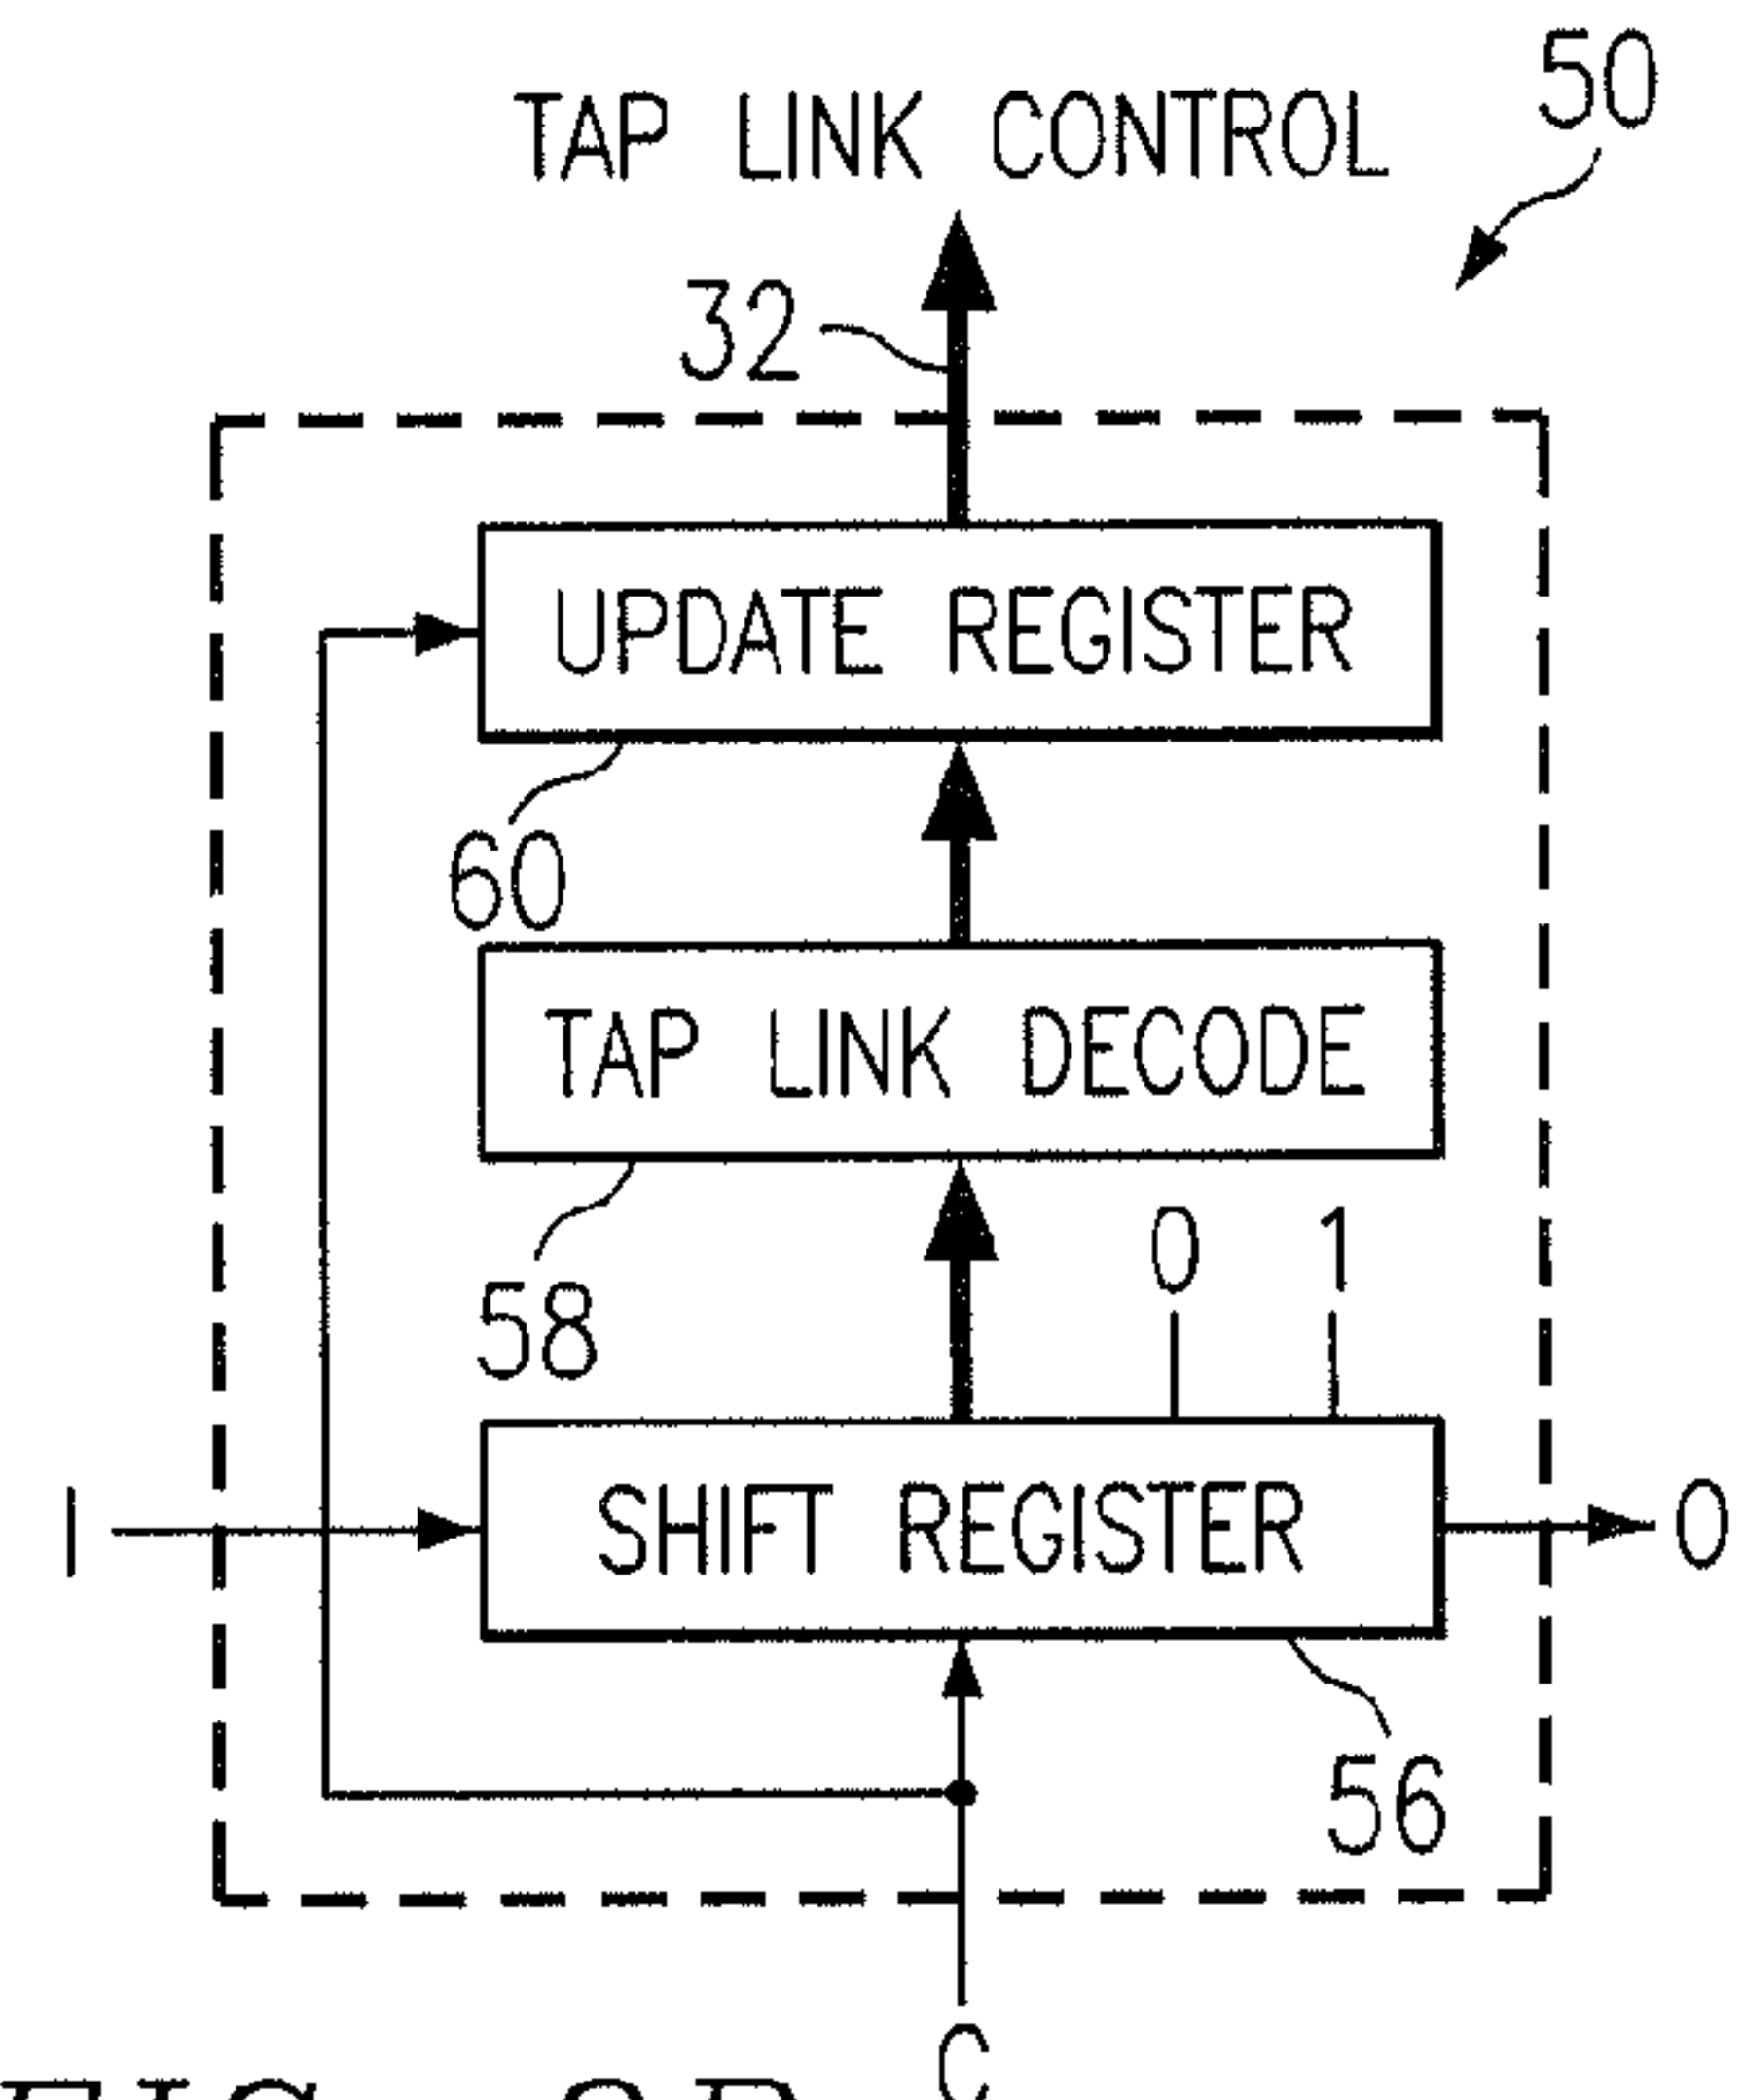 50
TAP LINK CONTROL
32
UPDATE REGISTER
60
TAP LINK DECODE
0 1
58
I SHIFT REGISTER O
56
C